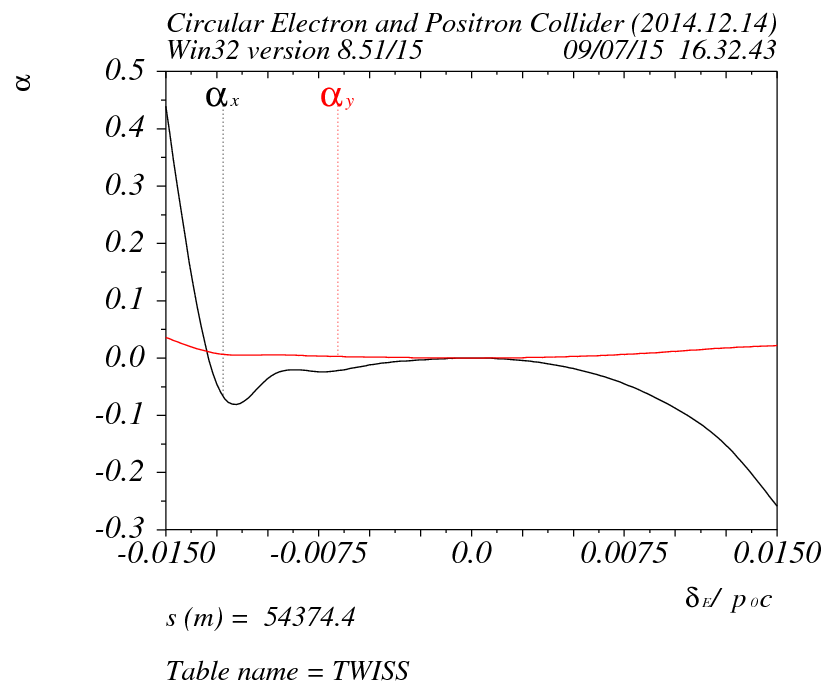 Circular Electron and Positron Collider (2014.12.14)
Win32 version 8.51/15 09/07/15 16.32.43
α
αx αy
0.5
0.4
0.3
0.2
0.1
0.0
-0.1
-0.2
-0.3
-0.0150 -0.0075 0.0 0.0075 0.0150
δE/ p0c
s (m) = 54374.4
Table name = TWISS